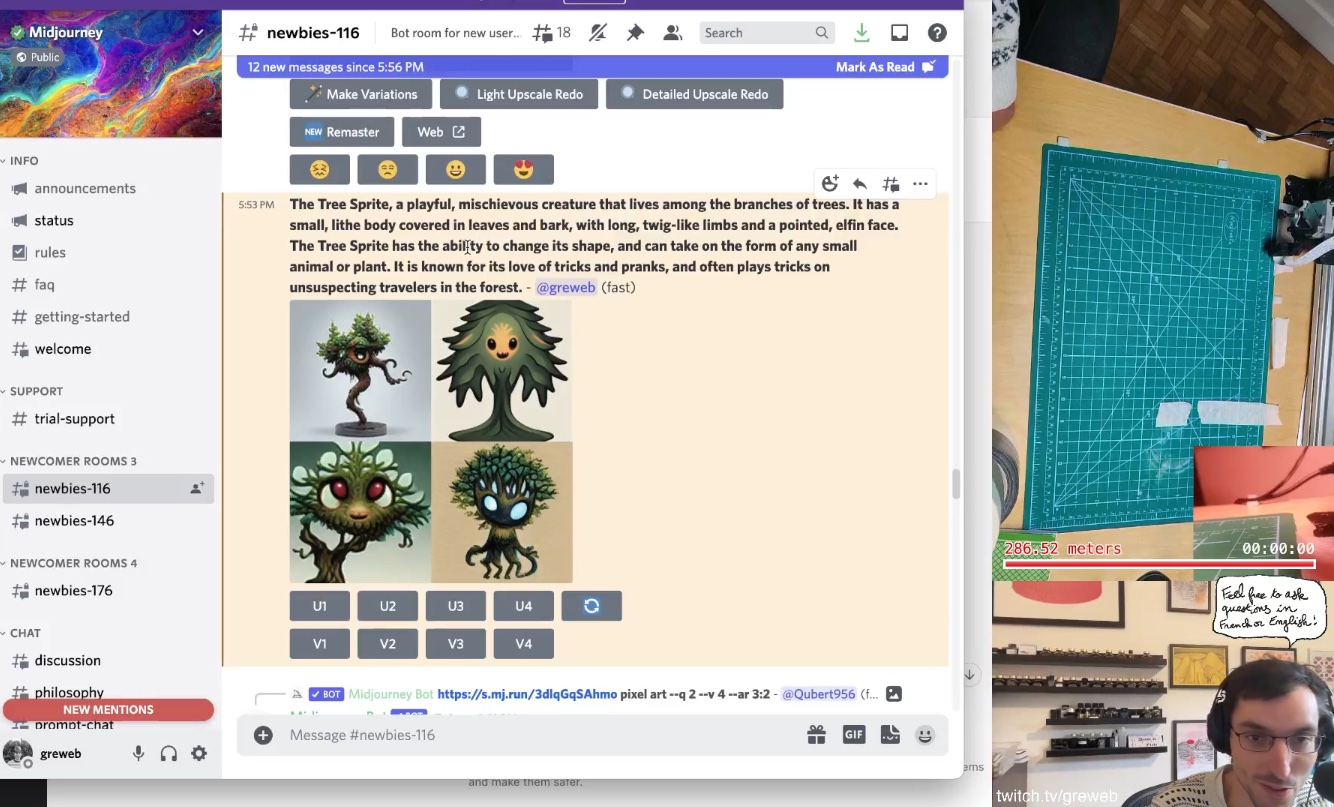 Midjourney
Public
newbies-116
Bot room for new user...
18
Search
12 new messages since 5:56 PM
Mark As Read
Make Variations
Light Upscale Redo
Detailed Upscale Redo
NEW Remaster
Web
INFO
announcements
status
rules
faq
getting-started
welcome
SUPPORT
trial-support
NEWCOMER ROOMS 3
newbies-116
newbies-146
NEWCOMER ROOMS 4
newbies-176
CHAT
discussion
philosophy
NEW MENTIONS
prompt-chat
greweb
5:53 PM
The Tree Sprite, a playful, mischievous creature that lives among the branches of trees. It has a
small, lithe body covered in leaves and bark, with long, twig-like limbs and a pointed, elfin face.
The Tree Sprite has the ability to change its shape, and can take on the form of any small
animal or plant. It is known for its love of tricks and pranks, and often plays tricks on
unsuspecting travelers in the forest. - @greweb (fast)
U1 U2 U3 U4
V1 V2 V3 V4
BOT Midjourney Bot https://s.mj.run/3dIqGqSAhmo pixel art --q 2 --v 4 --ar 3:2 - @Qubert956 (f...
Message #newbies-116
GIF
and make them safer.
286.52 meters
00:00:00
Feel free to ask
questions in
French or English!
twitch.tv/greweb